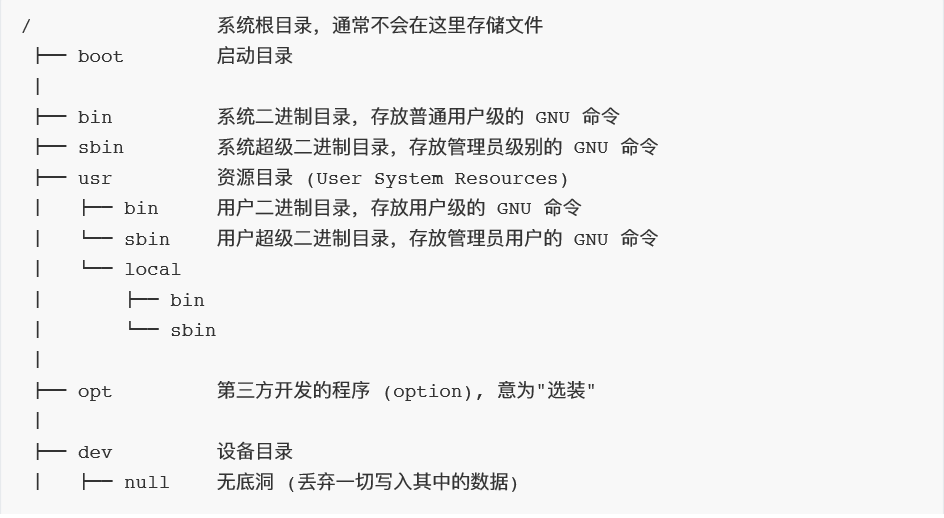 / 系统根目录，通常不会在这里存储文件
├── boot 启动目录
|
├── bin 系统二进制目录，存放普通用户级的 GNU 命令
├── sbin 系统超级二进制目录，存放管理员级别的 GNU 命令
├── usr 资源目录 (User System Resources)
|   ├── bin 用户二进制目录，存放用户级的 GNU 命令
|   └── sbin 用户超级二进制目录，存放管理员用户的 GNU 命令
|   └── local
|       ├── bin
|       └── sbin
|
├── opt 第三方开发的程序 (option), 意为"选装"
|
├── dev 设备目录
|   ├── null 无底洞 (丢弃一切写入其中的数据)